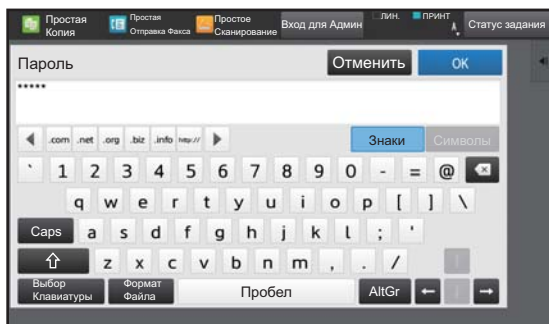 Простая Копия
Простая Отправка Факса
Простое Сканирование
Вход для Админ
ЛИН.
ПРИНТ
Статус задания
Пароль
Отменить
OK
*****
.com .net .org .biz .info http://
Знаки
Символы
` 1 2 3 4 5 6 7 8 9 0 - = @
q w e r t y u i o p [ ] \
Caps a s d f g h j k l ; '
z x c v b n m , . /
Выбор Клавиатуры
Формат Файла
Пробел
AltGr